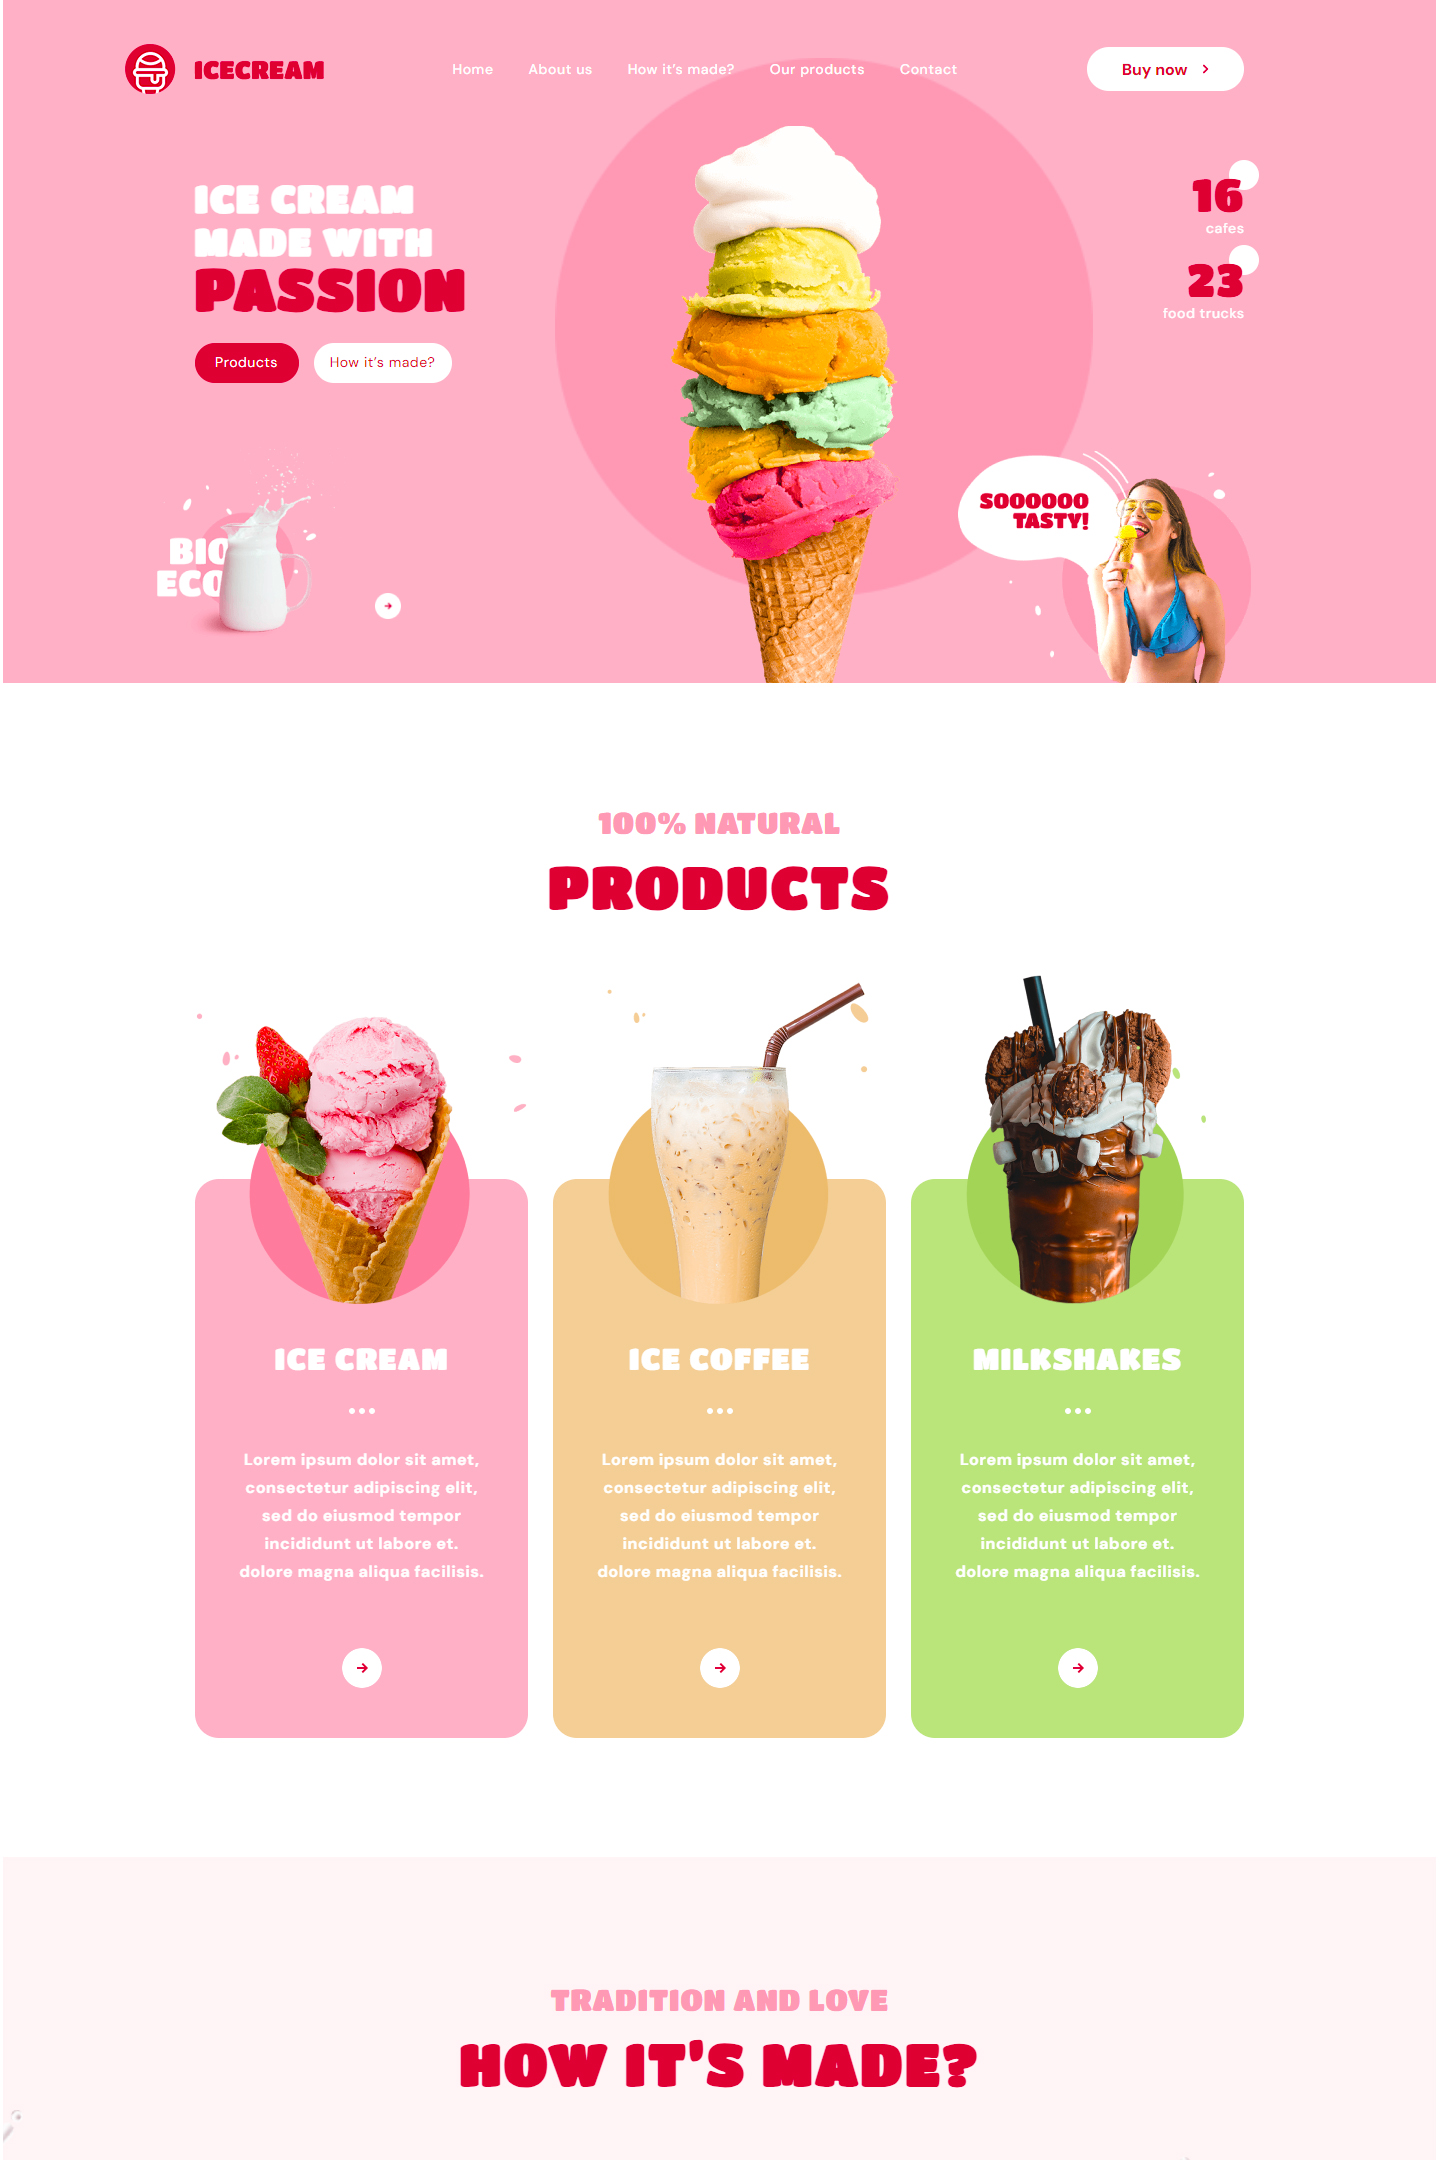 ICECREAM
Home
About us
How it's made?
Our products
Contact
Buy now
ICE CREAM
MADE WITH
PASSION
Products
How it's made?
16
cafes
23
food trucks
BIO
ECO
SOOOOOO
TASTY!
100% NATURAL
PRODUCTS
ICE CREAM
Lorem ipsum dolor sit amet,
consectetur adipiscing elit,
sed do eiusmod tempor
incididunt ut labore et.
dolore magna aliqua facilisis.
ICE COFFEE
Lorem ipsum dolor sit amet,
consectetur adipiscing elit,
sed do eiusmod tempor
incididunt ut labore et.
dolore magna aliqua facilisis.
MILKSHAKES
Lorem ipsum dolor sit amet,
consectetur adipiscing elit,
sed do eiusmod tempor
incididunt ut labore et.
dolore magna aliqua facilisis.
TRADITION AND LOVE
HOW IT'S MADE?